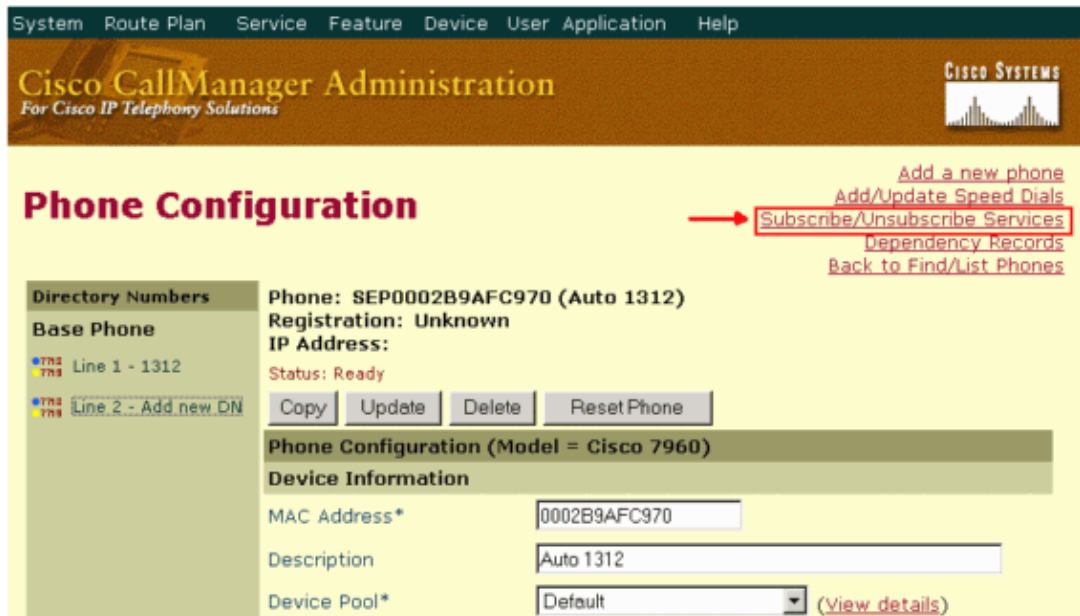 System Route Plan Service Feature Device User Application Help
Cisco CallManager Administration
For Cisco IP Telephony Solutions
CISCO SYSTEMS
Phone Configuration
Add a new phone
Add/Update Speed Dials
Subscribe/Unsubscribe Services
Dependency Records
Back to Find/List Phones
Directory Numbers
Base Phone
Line 1 - 1312
Line 2 - Add new DN
Phone: SEP0002B9AFC970 (Auto 1312)
Registration: Unknown
IP Address:
Status: Ready
Copy Update Delete Reset Phone
Phone Configuration (Model = Cisco 7960)
Device Information
MAC Address* 0002B9AFC970
Description Auto 1312
Device Pool* Default (View details)